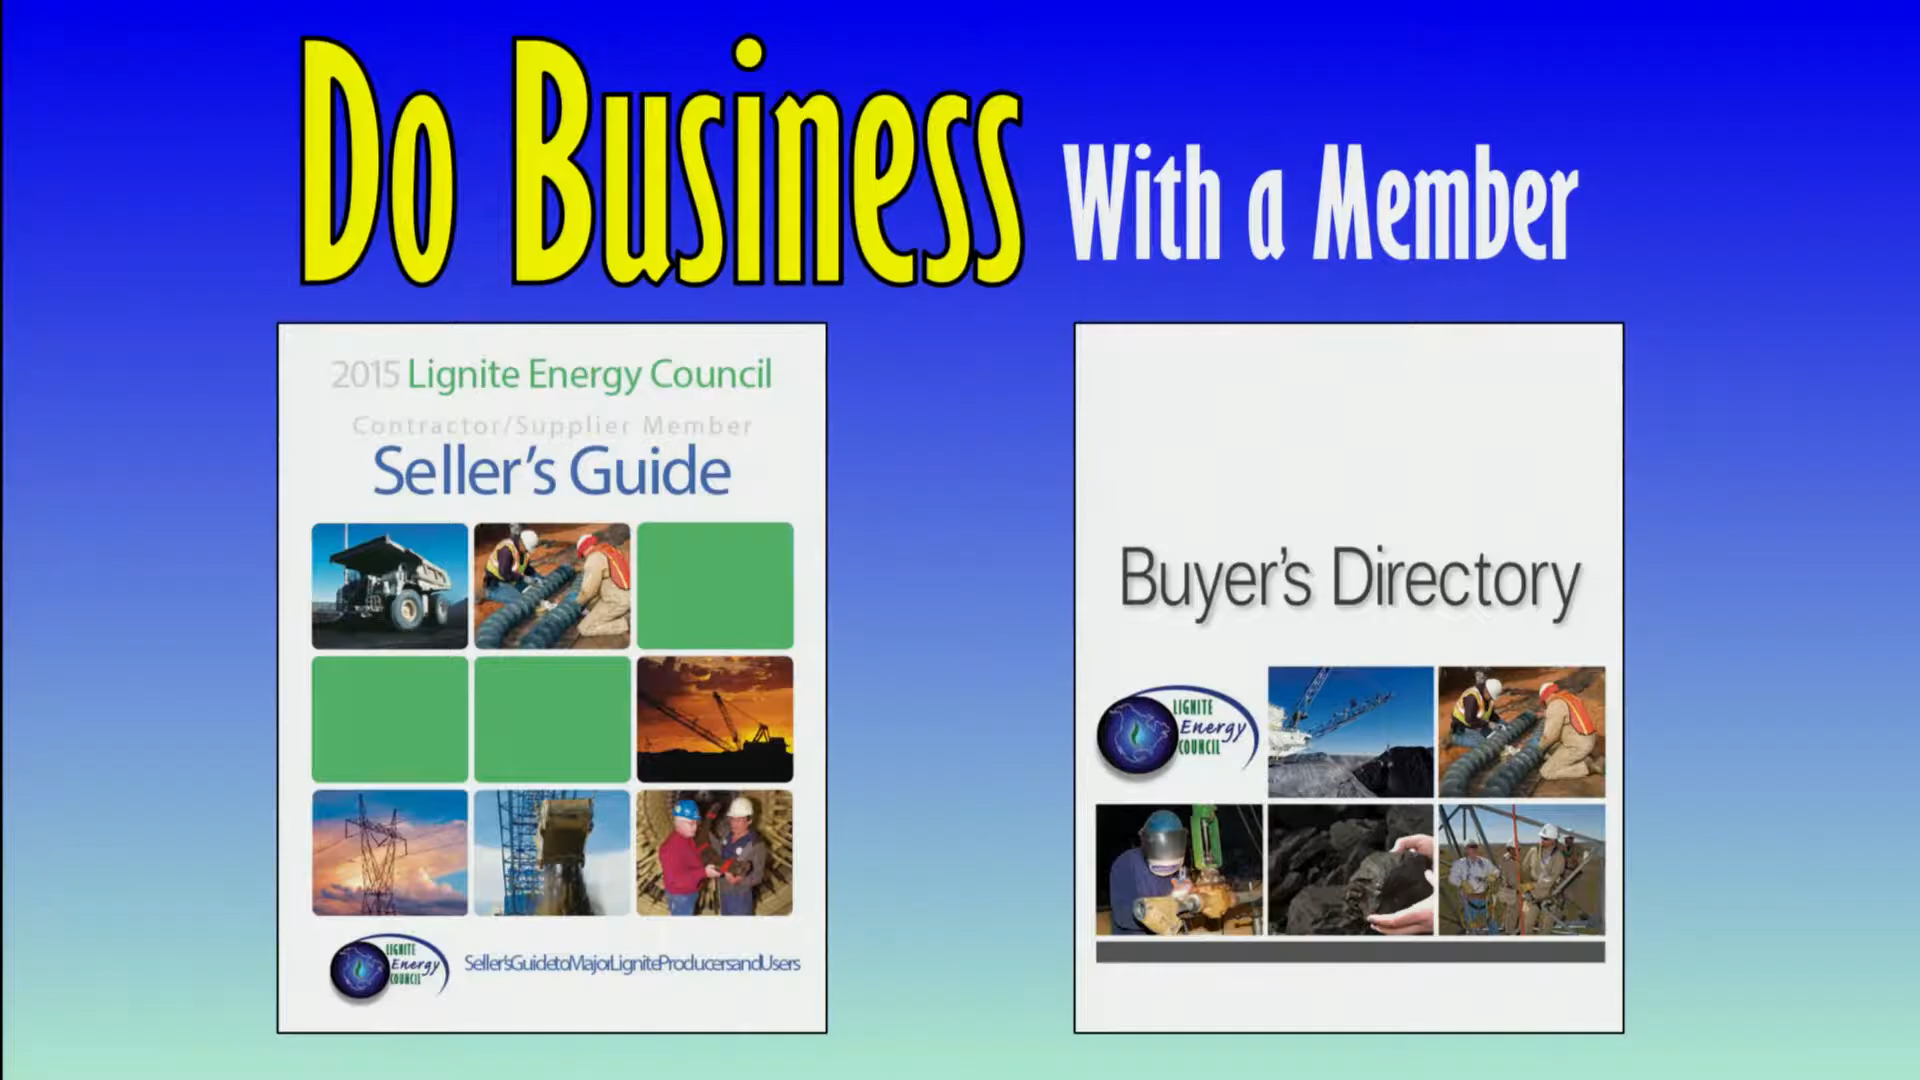 Do Business With a Member
2015 Lignite Energy Council
Contractor/Supplier Member
Seller's Guide
LIGNITE
Energy
COUNCIL
Seller'sGuidetoMajorLigniteProducersandUsers
Buyer's Directory
LIGNITE
Energy
COUNCIL